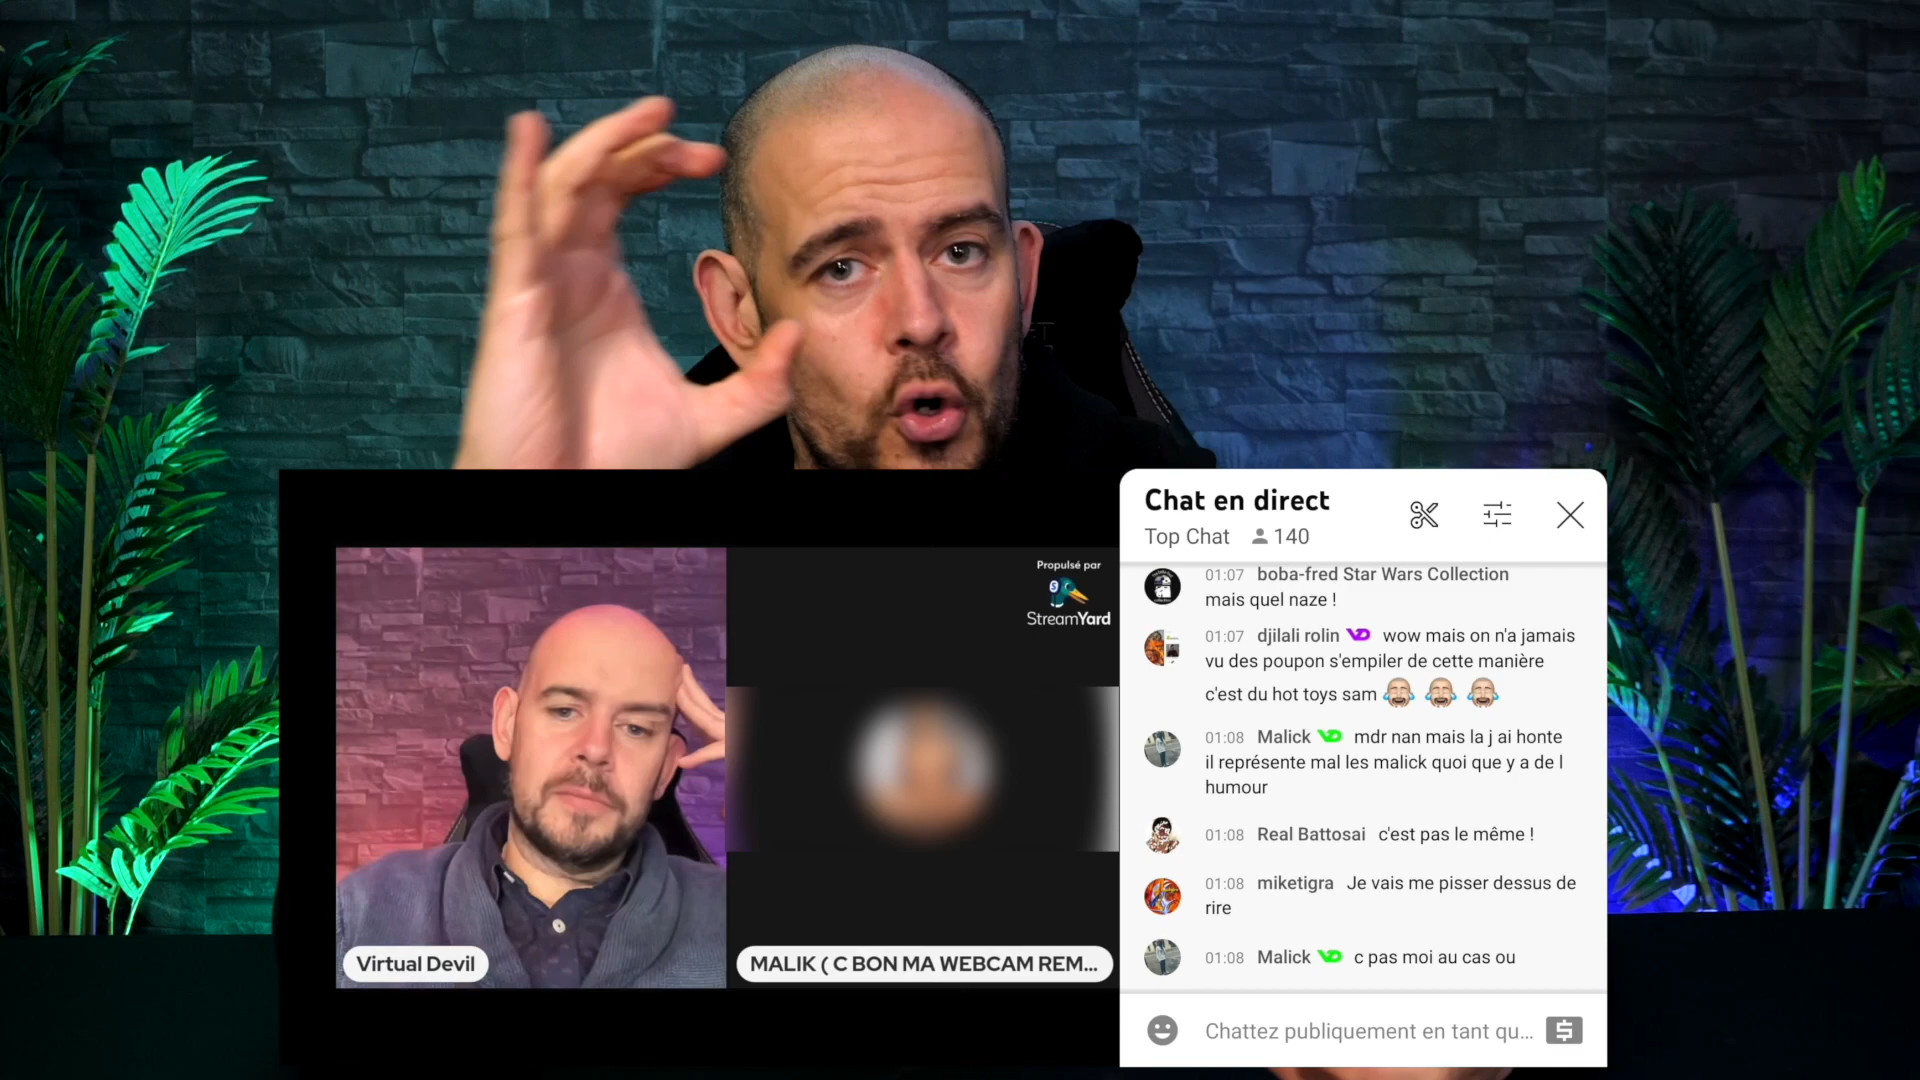 Propulsé par
StreamYard
Virtual Devil
MALIK ( C BON MA WEBCAM REM...
Chat en direct
Top Chat 140
01:07 boba-fred Star Wars Collection
mais quel naze !
01:07 djilali rolin VD wow mais on n'a jamais
vu des poupon s'empiler de cette manière
c'est du hot toys sam
01:08 Malick VD mdr nan mais la j ai honte
il représente mal les malick quoi que y a de l
humour
01:08 Real Battosai c'est pas le même !
01:08 miketigra Je vais me pisser dessus de
rire
01:08 Malick VD c pas moi au cas ou
Chattez publiquement en tant qu...